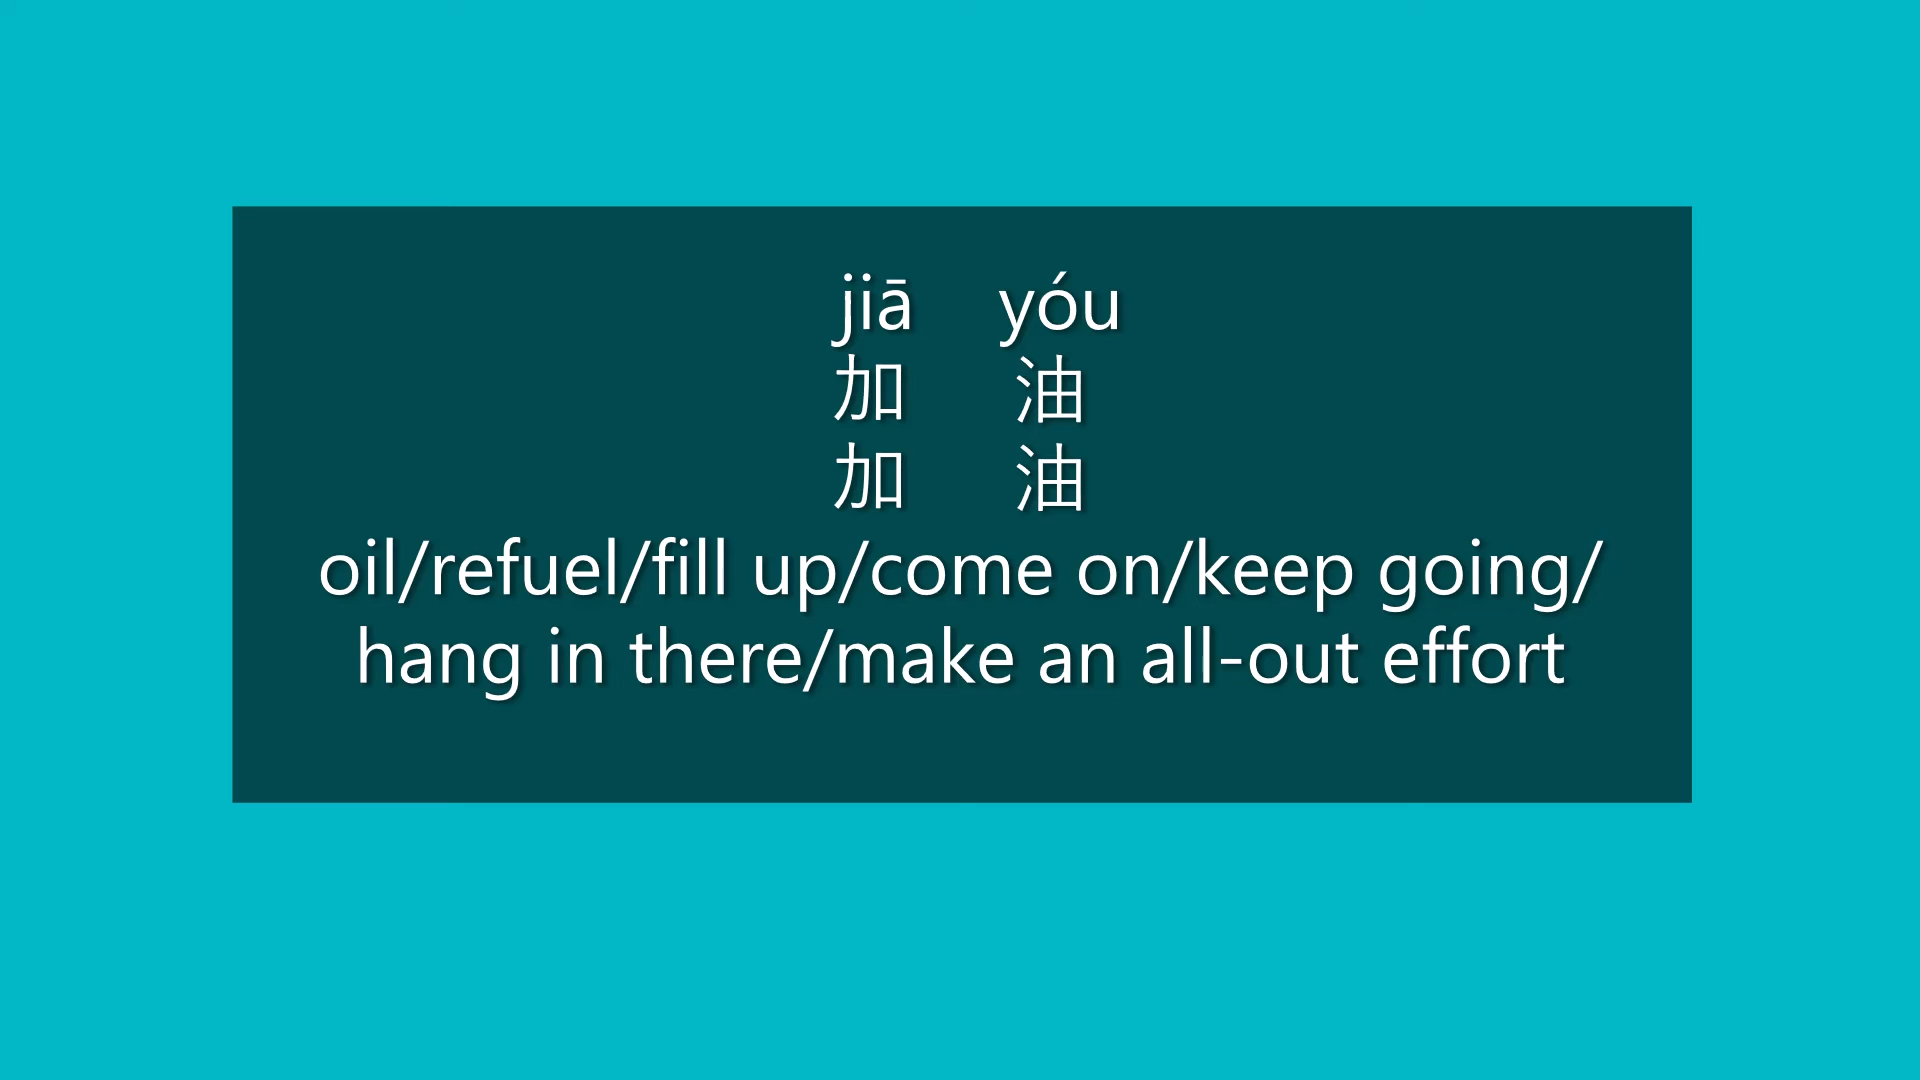 jiā yóu
加 油
加 油
oil/refuel/fill up/come on/keep going/
hang in there/make an all-out effort